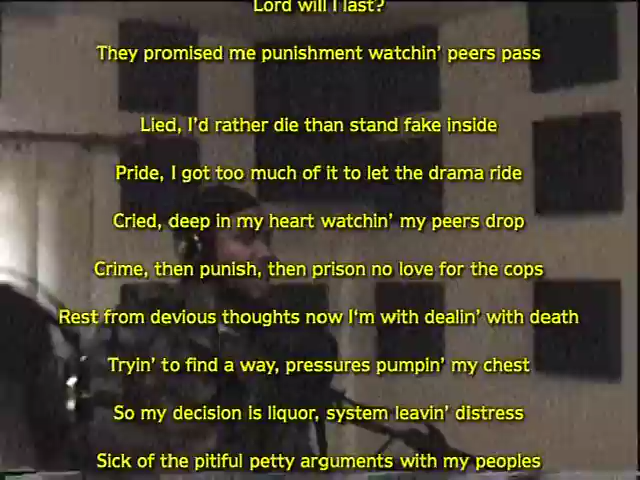 Lord will I last?
They promised me punishment watchin' peers pass
Lied, I'd rather die than stand fake inside
Pride, I got too much of it to let the drama ride
Cried, deep in my heart watchin' my peers drop
Crime, then punish, then prison no love for the cops
Rest from devious thoughts now I'm with dealin' with death
Tryin' to find a way, pressures pumpin' my chest
So my decision is liquor, system leavin' distress
Sick of the pitiful petty arguments with my peoples